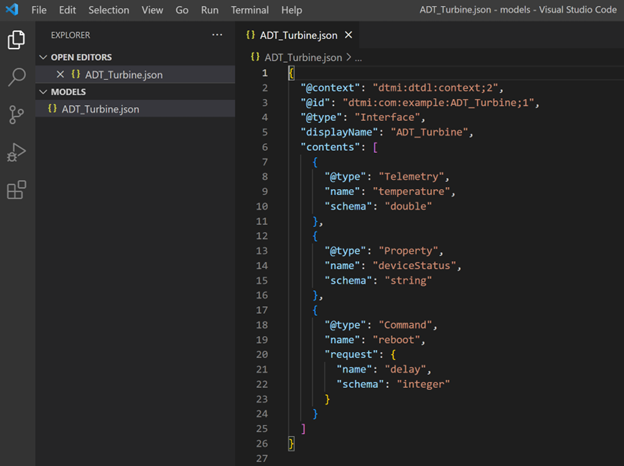 File Edit Selection View Go Run Terminal Help ADT_Turbine.json - models - Visual Studio Code
EXPLORER ···
OPEN EDITORS
{} ADT_Turbine.json
MODELS
{} ADT_Turbine.json
{} ADT_Turbine.json
{} ADT_Turbine.json > ...
1 {
2 "@context": "dtmi:dtdl:context;2",
3 "@id": "dtmi:com:example:ADT_Turbine;1",
4 "@type": "Interface",
5 "displayName": "ADT_Turbine",
6 "contents": [
7 {
8 "@type": "Telemetry",
9 "name": "temperature",
10 "schema": "double"
11 },
12 {
13 "@type": "Property",
14 "name": "deviceStatus",
15 "schema": "string"
16 },
17 {
18 "@type": "Command",
19 "name": "reboot",
20 "request": {
21 "name": "delay",
22 "schema": "integer"
23 }
24 }
25 ]
26 }
27